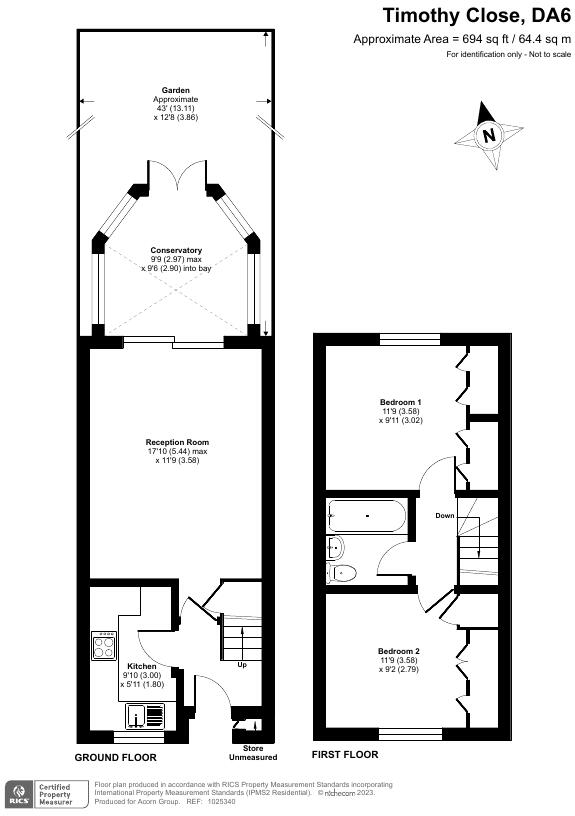 Timothy Close, DA6
Approximate Area = 694 sq ft / 64.4 sq m
For identification only - Not to scale
Garden
Approximate
43' (13.11)
x 12'8 (3.86)
N
Conservatory
9'9 (2.97) max
x 9'6 (2.90) into bay
Reception Room
17'10 (5.44) max
x 11'9 (3.58)
Bedroom 1
11'9 (3.58)
x 9'11 (3.02)
Down
Kitchen
9'10 (3.00)
x 5'11 (1.80)
Up
Bedroom 2
11'9 (3.58)
x 9'2 (2.79)
Store
Unmeasured
GROUND FLOOR
FIRST FLOOR
RICS
Certified
Property
Measurer
Floor plan produced in accordance with RICS Property Measurement Standards incorporating
International Property Measurement Standards (IPMS2 Residential). © nichecom 2023.
Produced for Acorn Group. REF: 1025340